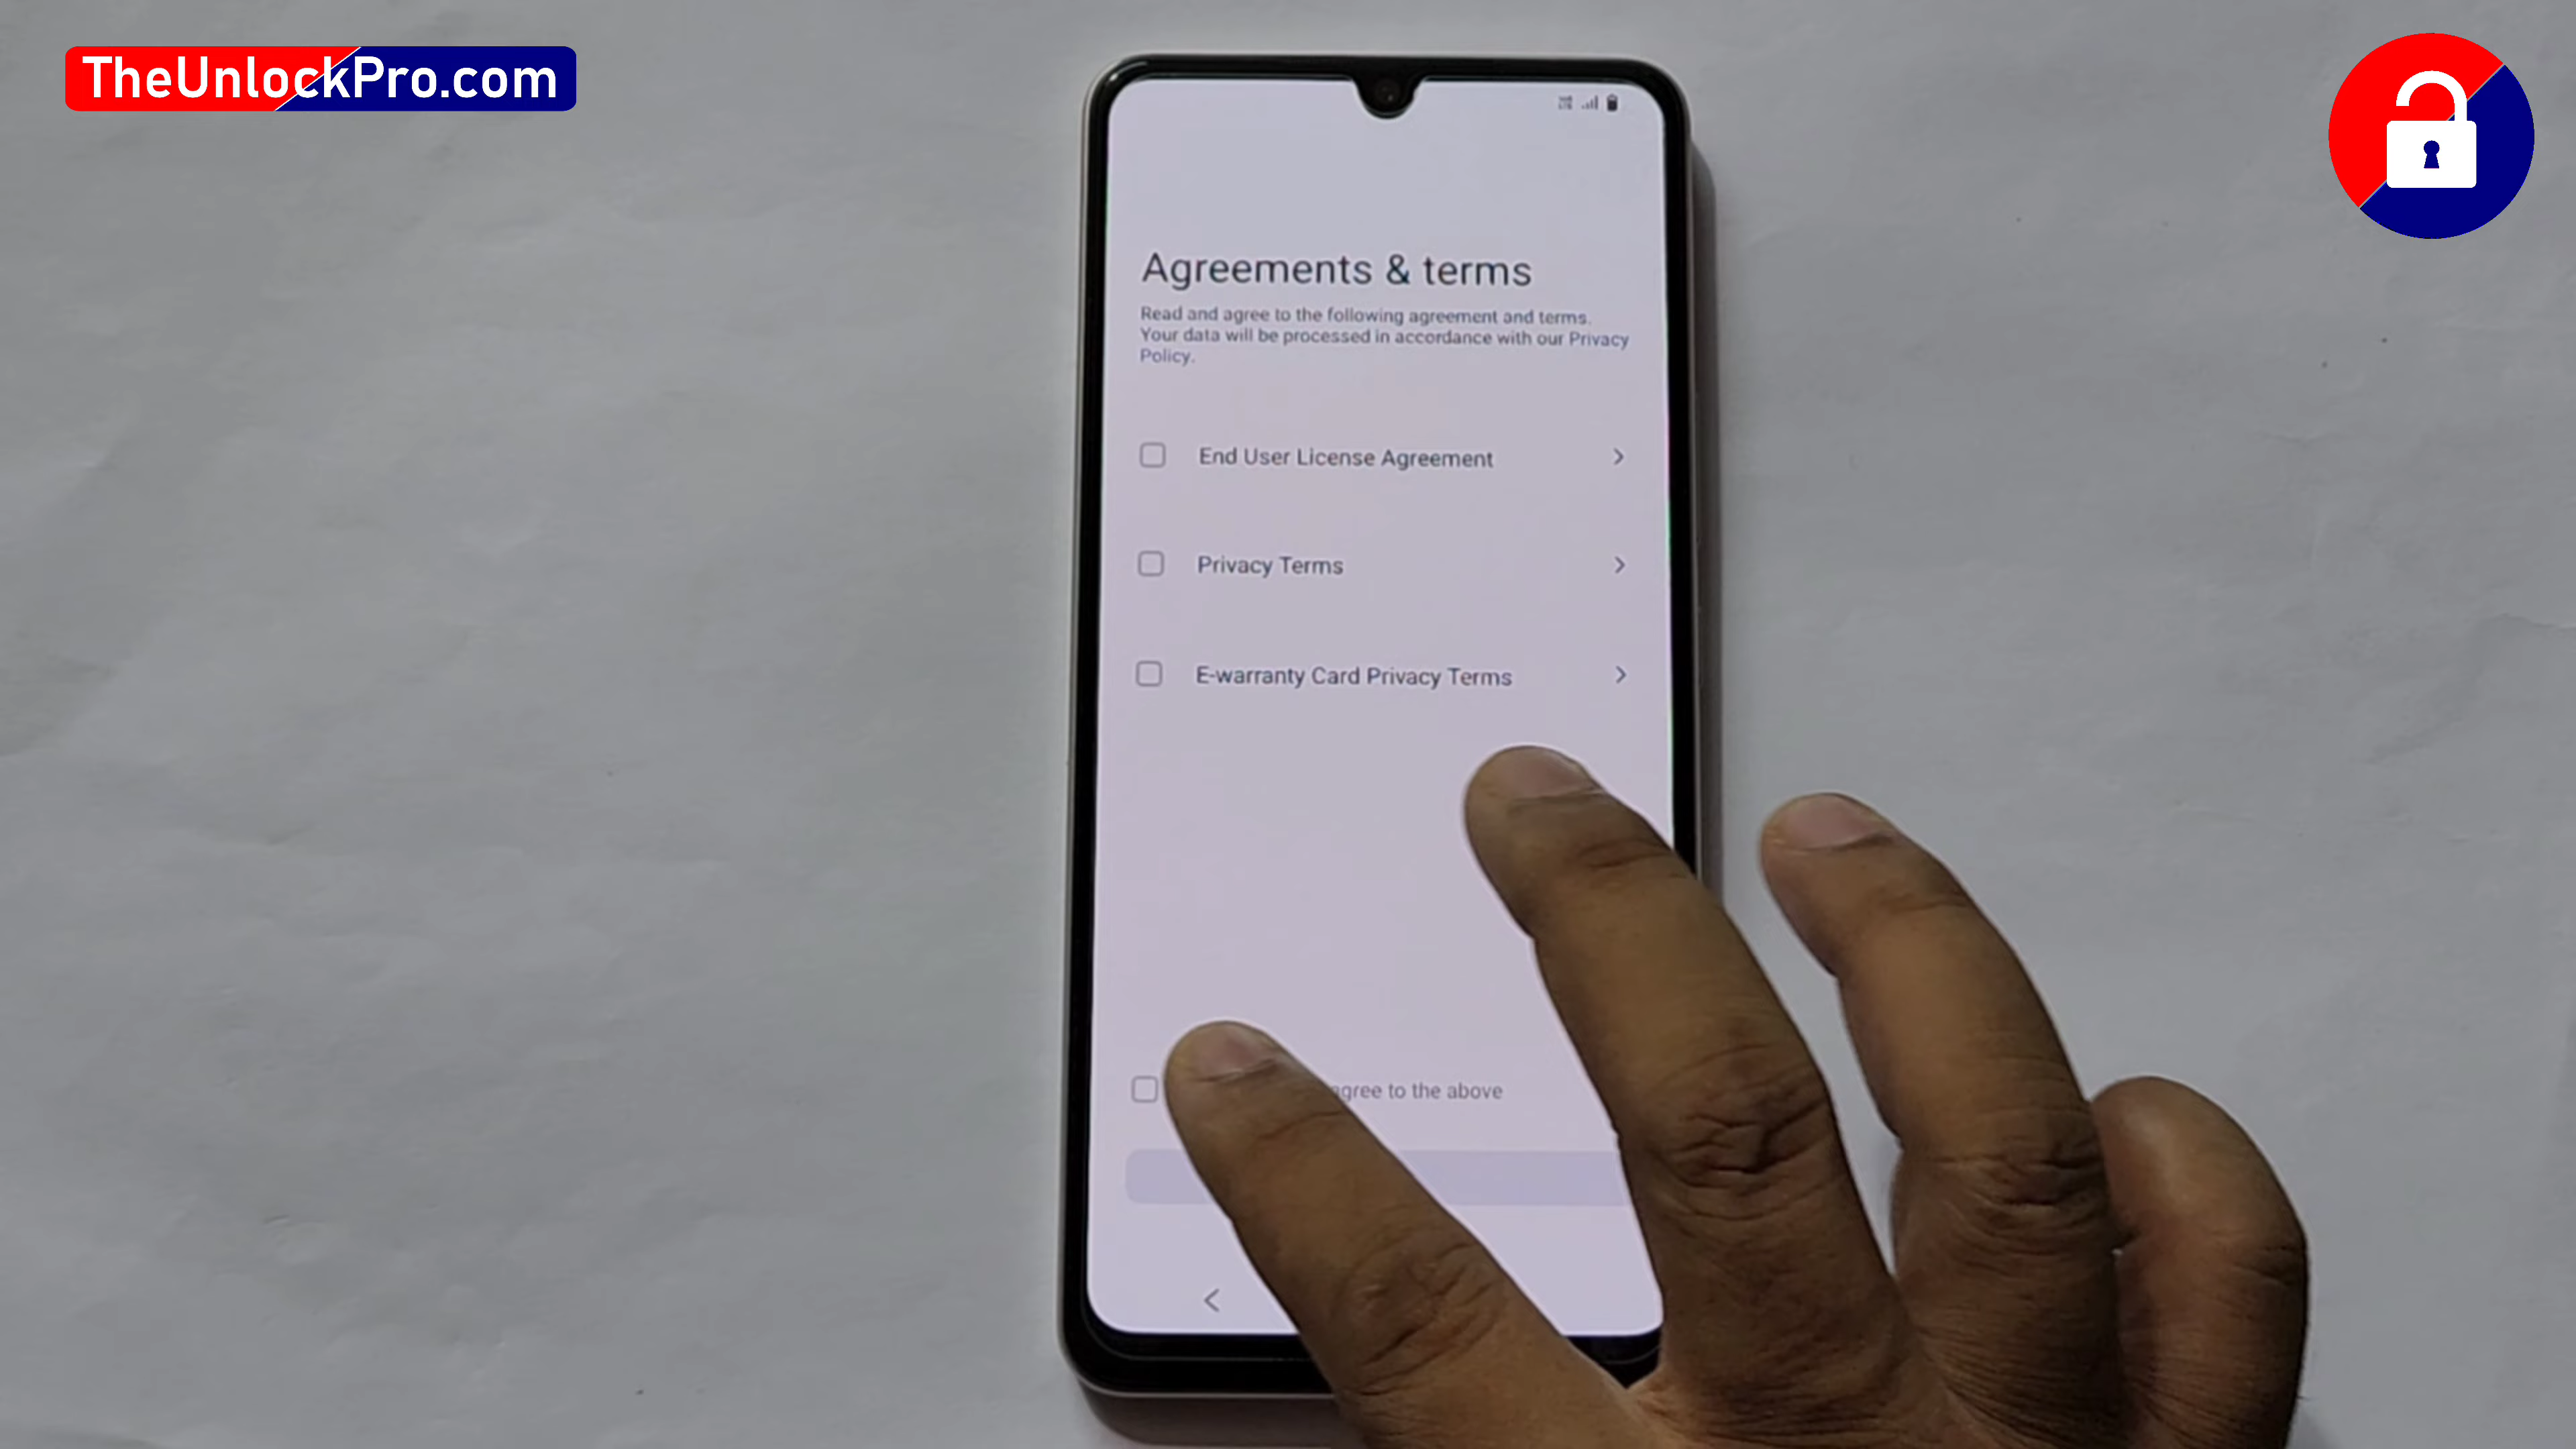 TheUnlockPro.com
Agreements & terms
Read and agree to the following agreement and terms.
Your data will be processed in accordance with our Privacy
Policy.
End User License Agreement
Privacy Terms
E-warranty Card Privacy Terms
to the above